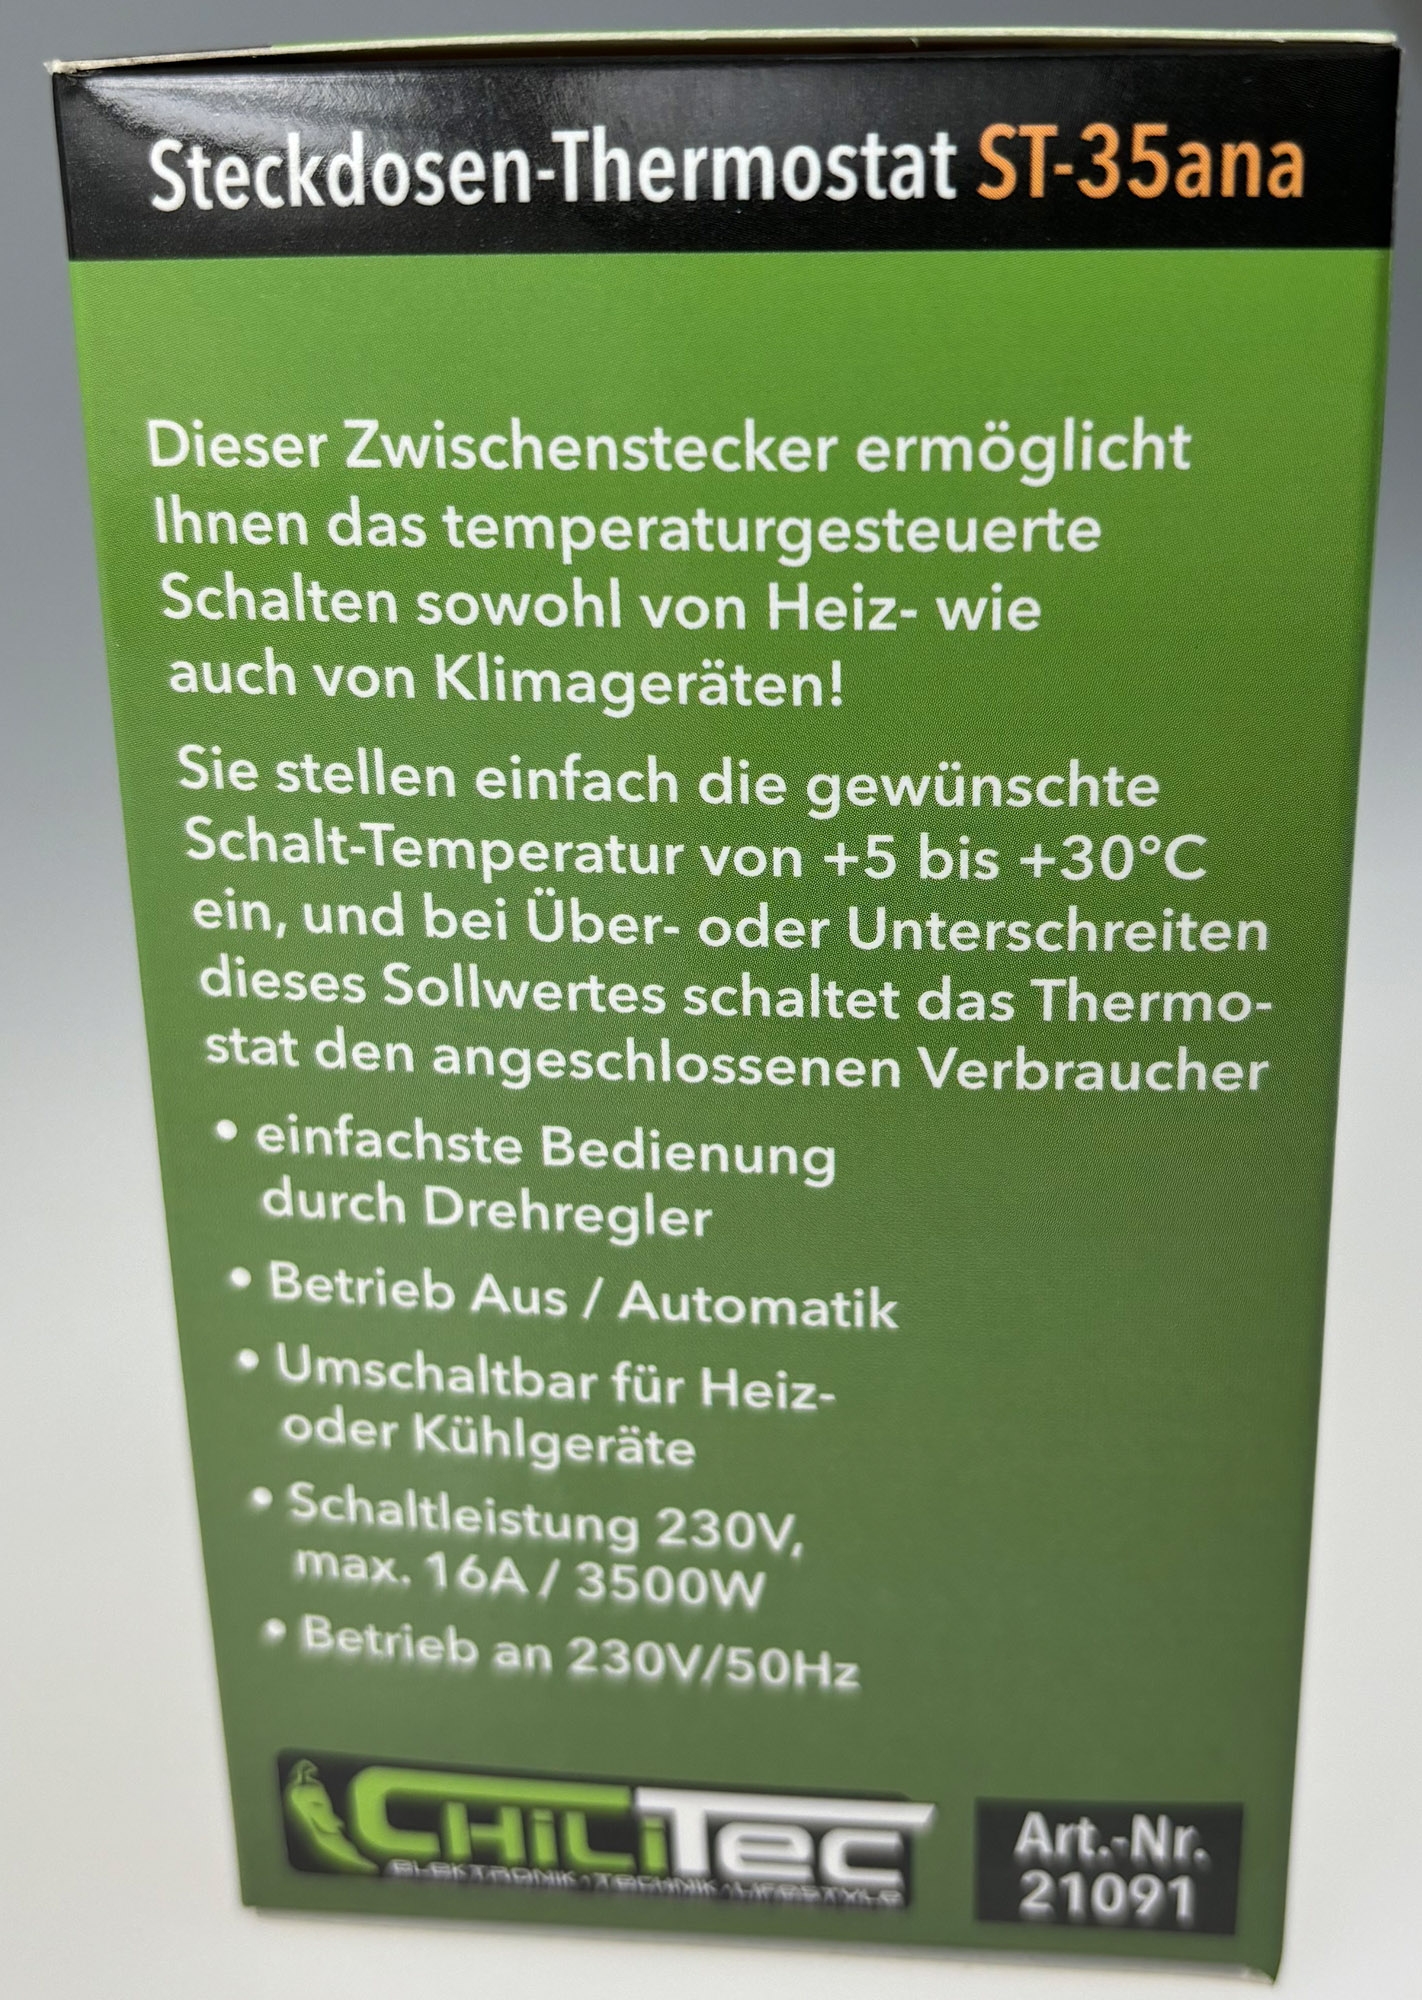 Steckdosen-Thermostat ST-35ana
Dieser Zwischenstecker ermöglicht
Ihnen das temperaturgesteuerte
Schalten sowohl von Heiz- wie
auch von Klimageräten!
Sie stellen einfach die gewünschte
Schalt-Temperatur von +5 bis +30°C
ein, und bei Über- oder Unterschreiten
dieses Sollwertes schaltet das Thermo-
stat den angeschlossenen Verbraucher
• einfachste Bedienung
durch Drehregler
• Betrieb Aus / Automatik
• Umschaltbar für Heiz-
oder Kühlgeräte
• Schaltleistung 230V,
max. 16A / 3500W
• Betrieb an 230V/50Hz
CHiLiTEC
ELEKTRONIK · TECHNIK · LIFESTYLE
Art.-Nr.
21091